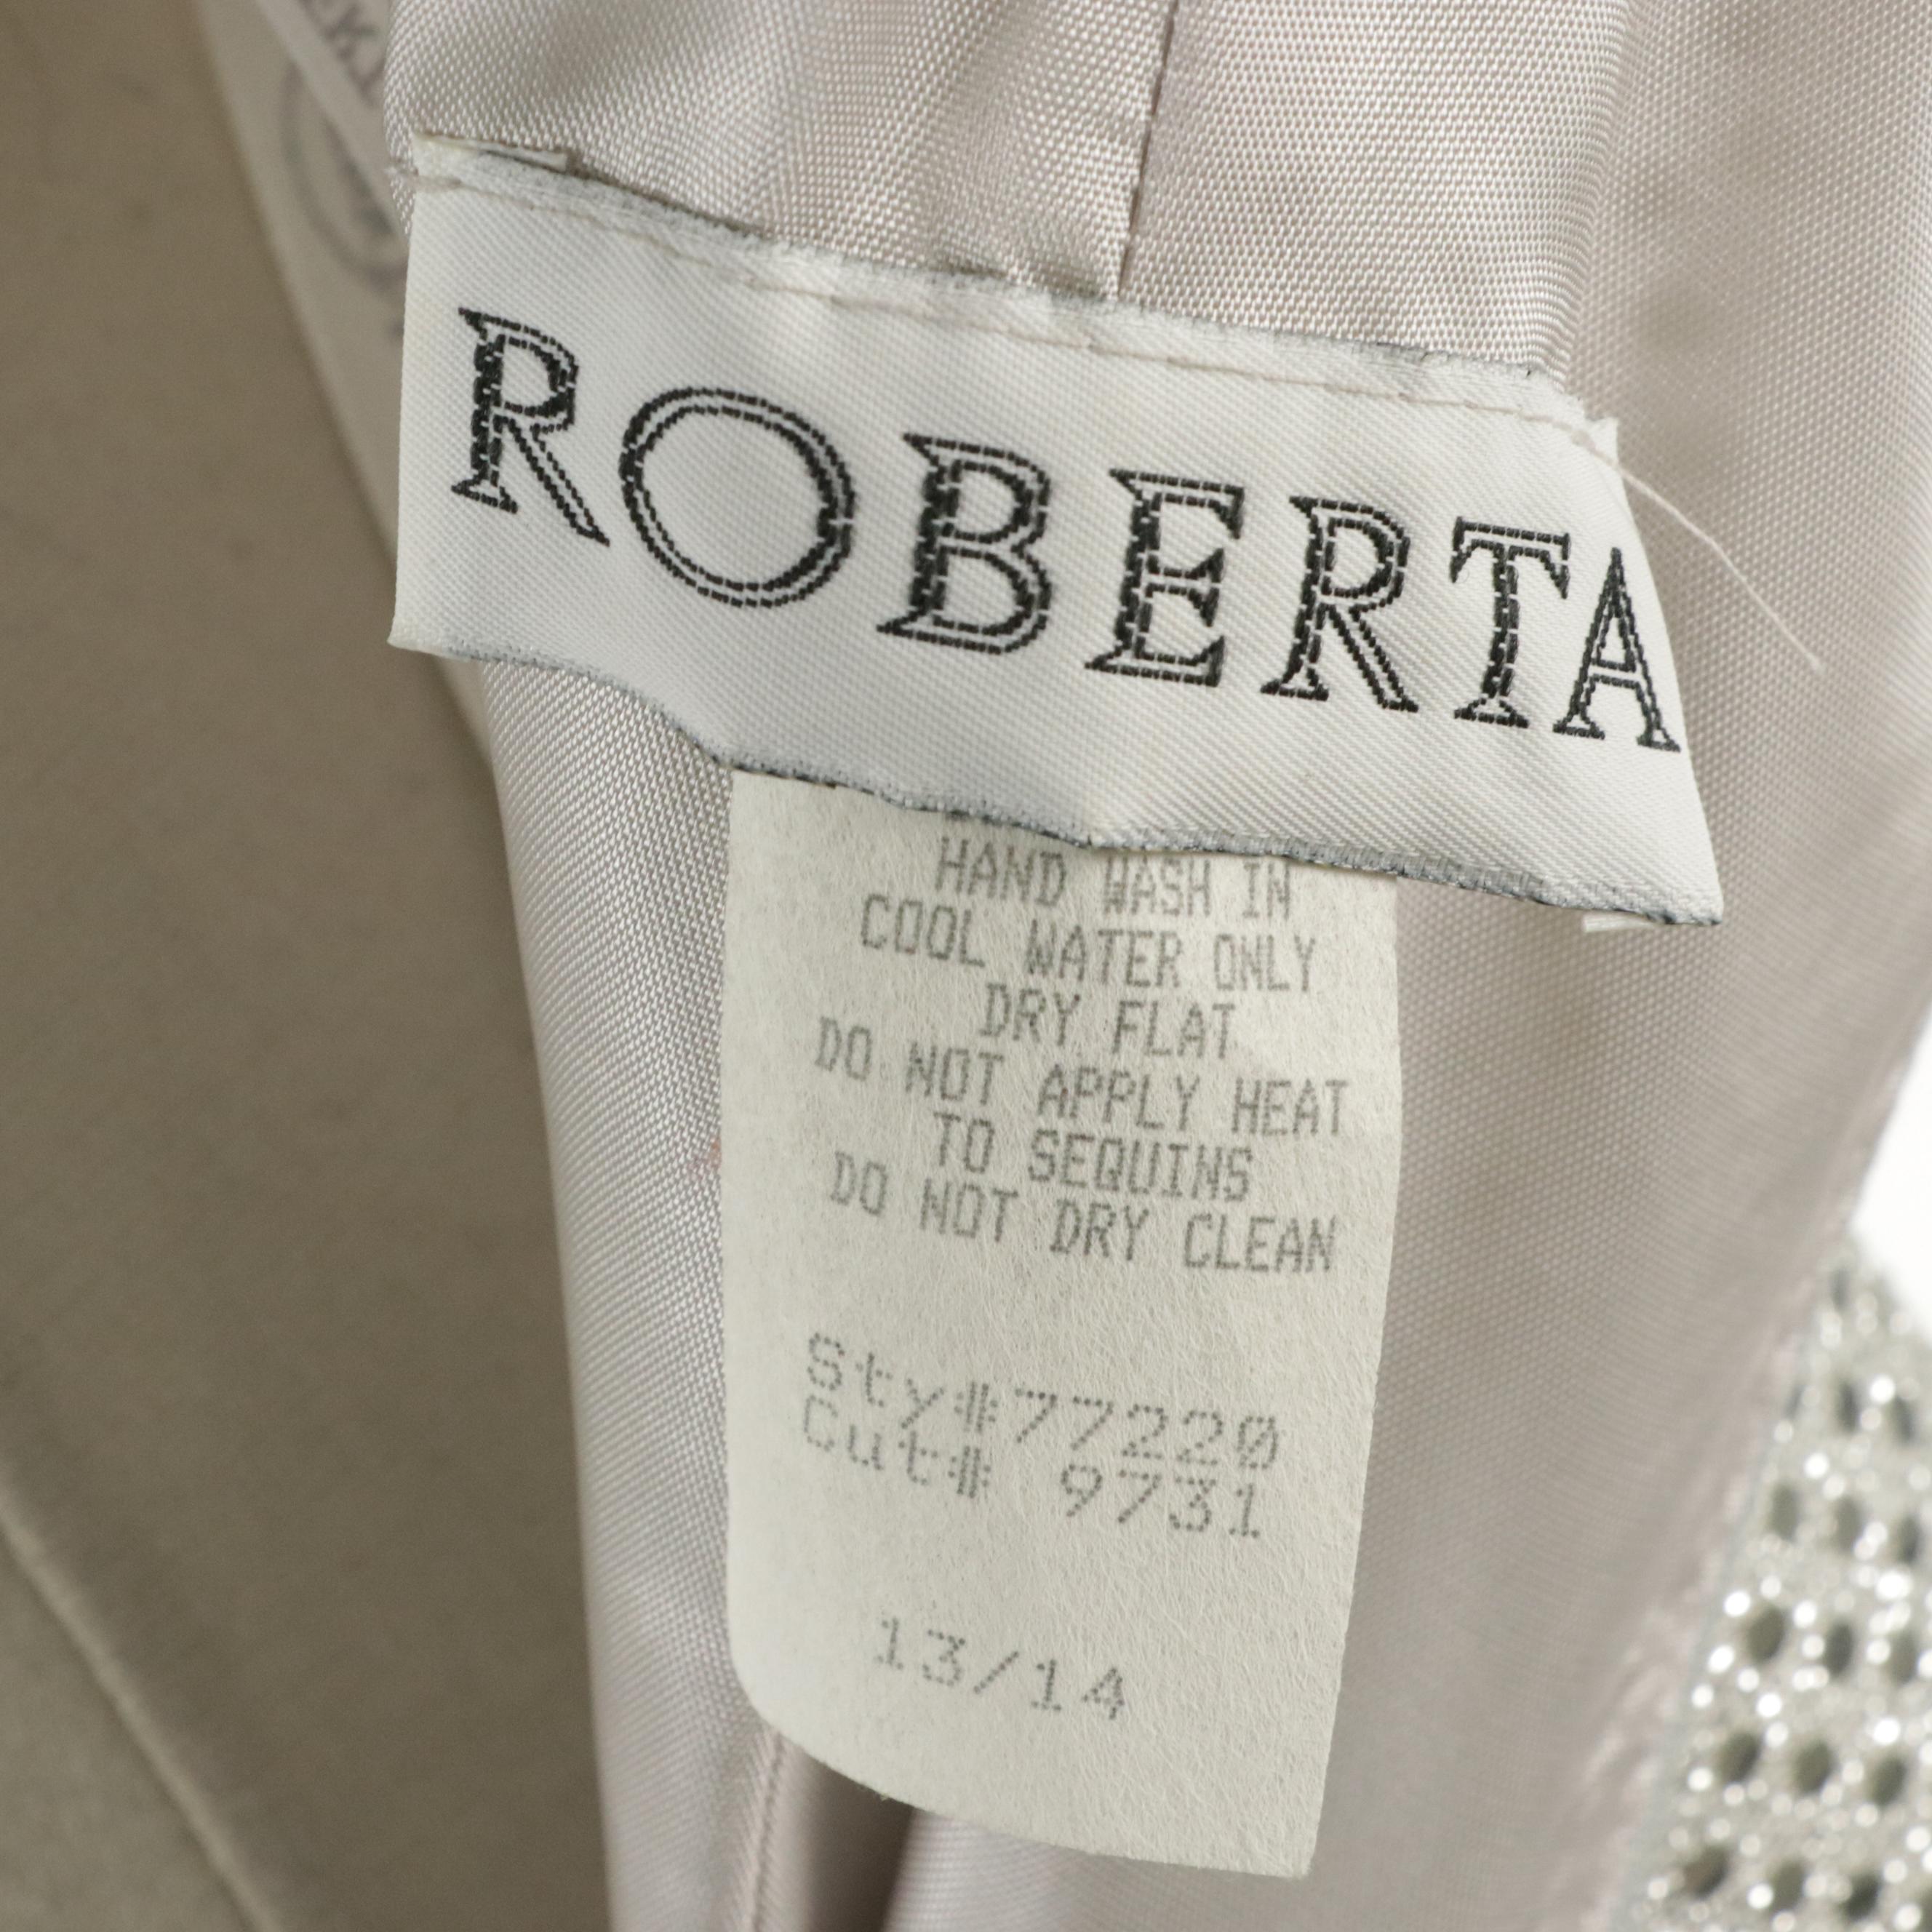 ROBERTA
HAND WASH IN
COOL WATER ONLY
DRY FLAT
DO NOT APPLY HEAT
TO SEQUINS
DO NOT DRY CLEAN
Sty#77220
Cut# 9731
13/14